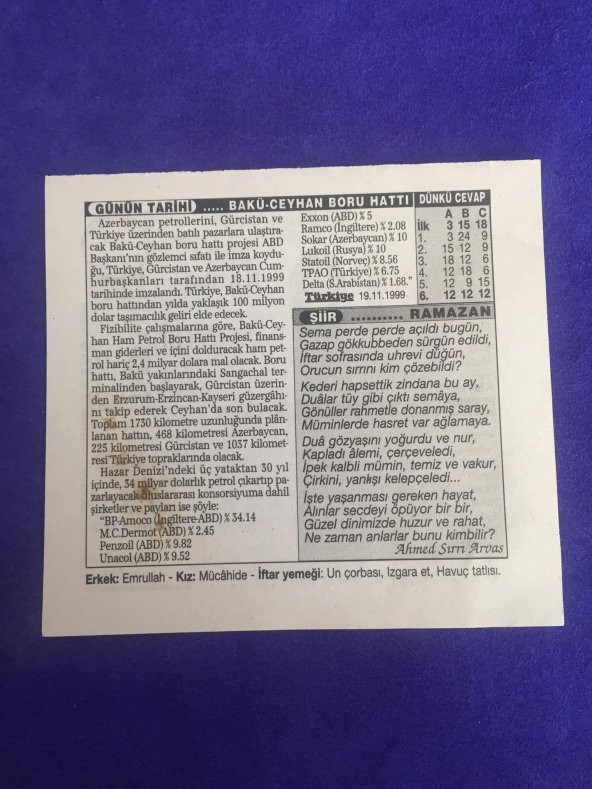 GÜNÜN TARİHİ ..... BAKÜ-CEYHAN BORU HATTI
Azerbaycan petrollerini, Gürcistan ve
Türkiye üzerinden batılı pazarlara ulaştıra-
cak Bakü-Ceyhan boru hattı projesi ABD
Başkanı'nın gözlemci sıfatı ile imza koydu-
ğu, Türkiye, Gürcistan ve Azerbaycan Cum-
hurbaşkanları tarafından 18.11.1999
tarihinde imzalandı. Türkiye, Bakü-Ceyhan
boru hattından yılda yaklaşık 100 milyon
dolar taşımacılık geliri elde edecek.
Fizibilite çalışmalarına göre, Bakü-Cey-
han Ham Petrol Boru Hattı Projesi, finans-
man giderleri ve içini dolduracak ham pet-
rol hariç 2,4 milyar dolara mal olacak. Boru
hattı, Bakü yakınlarındaki Sangachal ter-
minalinden başlayarak, Gürcistan üzerin-
den Erzurum-Erzincan-Kayseri güzergâhı-
nı takip ederek Ceyhan'da son bulacak.
Toplam 1730 kilometre uzunluğunda plân-
lanan hattın, 468 kilometresi Azerbaycan,
225 kilometresi Gürcistan ve 1037 kilomet-
resi Türkiye topraklarında olacak.
Hazar Denizi'ndeki üç yataktan 30 yıl
içinde, 34 milyar dolarlık petrol çıkartıp pa-
zarlayacak uluslararası konsorsiyuma dahil
şirketler ve payları ise şöyle:
"BP-Amoco (İngiltere-ABD) % 34.14
M.C.Dermot (ABD) % 2.45
Penzoil (ABD) % 9.82
Unacol (ABD) % 9.52
Exxon (ABD) % 5
Ramco (İngiltere) % 2.08
Sokar (Azerbaycan) % 10
Lukoil (Rusya) % 10
Statoil (Norveç) % 8.56
TPAO (Türkiye) % 6.75
Delta (S.Arabistan) % 1.68."
Türkiye 19.11.1999
DÜNKÜ CEVAP
A B C
İlk 3 15 18
1. 3 24 9
2. 15 12 9
3. 18 12 6
4. 12 18 6
5. 12 9 15
6. 12 12 12
ŞİİR .......... RAMAZAN
Sema perde perde açıldı bugün,
Gazap gökkubbeden sürgün edildi,
İftar sofrasında uhrevi düğün,
Orucun sırrını kim çözebildi?
Kederi hapsettik zindana bu ay,
Duâlar tüy gibi çıktı semâya,
Gönüller rahmetle donanmış saray,
Müminlerde hasret var ağlamaya.
Duâ gözyaşını yoğurdu ve nur,
Kapladı âlemi, çerçeveledi,
İpek kalbli mümin, temiz ve vakur,
Çirkini, yankışı kelepçeledi...
İşte yaşanması gereken hayat,
Alınlar secdeyi öpüyor bir bir,
Güzel dinimizde huzur ve rahat,
Ne zaman anlarlar bunu kimbilir?
Ahmed Sırrı Arvas
Erkek: Emrullah - Kız: Mücâhide - İftar yemeği: Un çorbası, Izgara et, Havuç tatlısı.